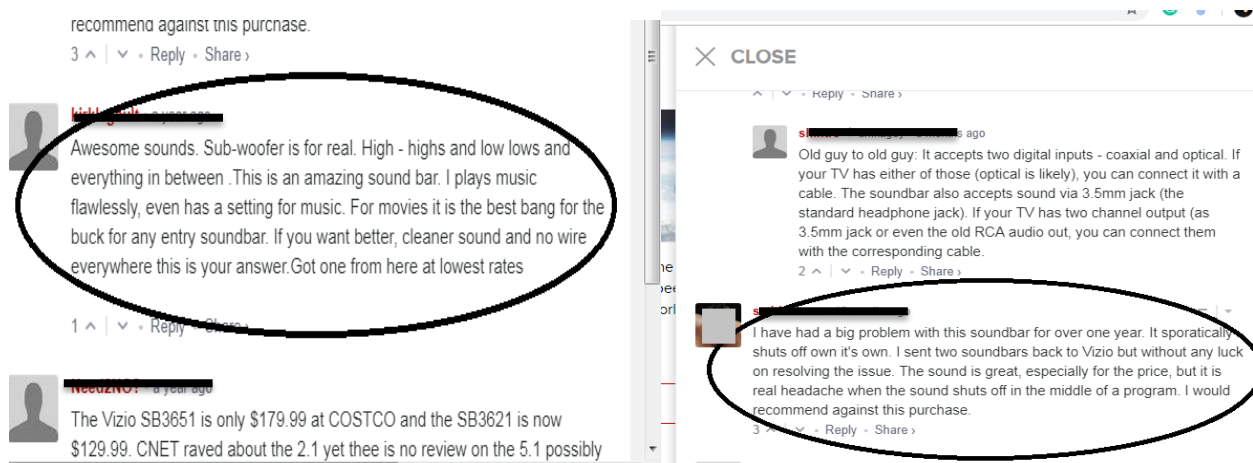 recommend against this purchase.
3 • Reply • Share ›
a year ago
Awesome sounds. Sub-woofer is for real. High - highs and low lows and
everything in between .This is an amazing sound bar. I plays music
flawlessly, even has a setting for music. For movies it is the best bang for the
buck for any entry soundbar. If you want better, cleaner sound and no wire
everywhere this is your answer.Got one from here at lowest rates
1 • Reply • Share ›
Need2NO? • a year ago
The Vizio SB3651 is only $179.99 at COSTCO and the SB3621 is now
$129.99. CNET raved about the 2.1 yet thee is no review on the 5.1 possibly
CLOSE
• Reply • Share ›
ago
Old guy to old guy: It accepts two digital inputs - coaxial and optical. If
your TV has either of those (optical is likely), you can connect it with a
cable. The soundbar also accepts sound via 3.5mm jack (the
standard headphone jack). If your TV has two channel output (as
3.5mm jack or even the old RCA audio out, you can connect them
with the corresponding cable.
2 • Reply • Share ›
I have had a big problem with this soundbar for over one year. It sporatically
shuts off own it's own. I sent two soundbars back to Vizio but without any luck
on resolving the issue. The sound is great, especially for the price, but it is
real headache when the sound shuts off in the middle of a program. I would
recommend against this purchase.
3 • Reply • Share ›